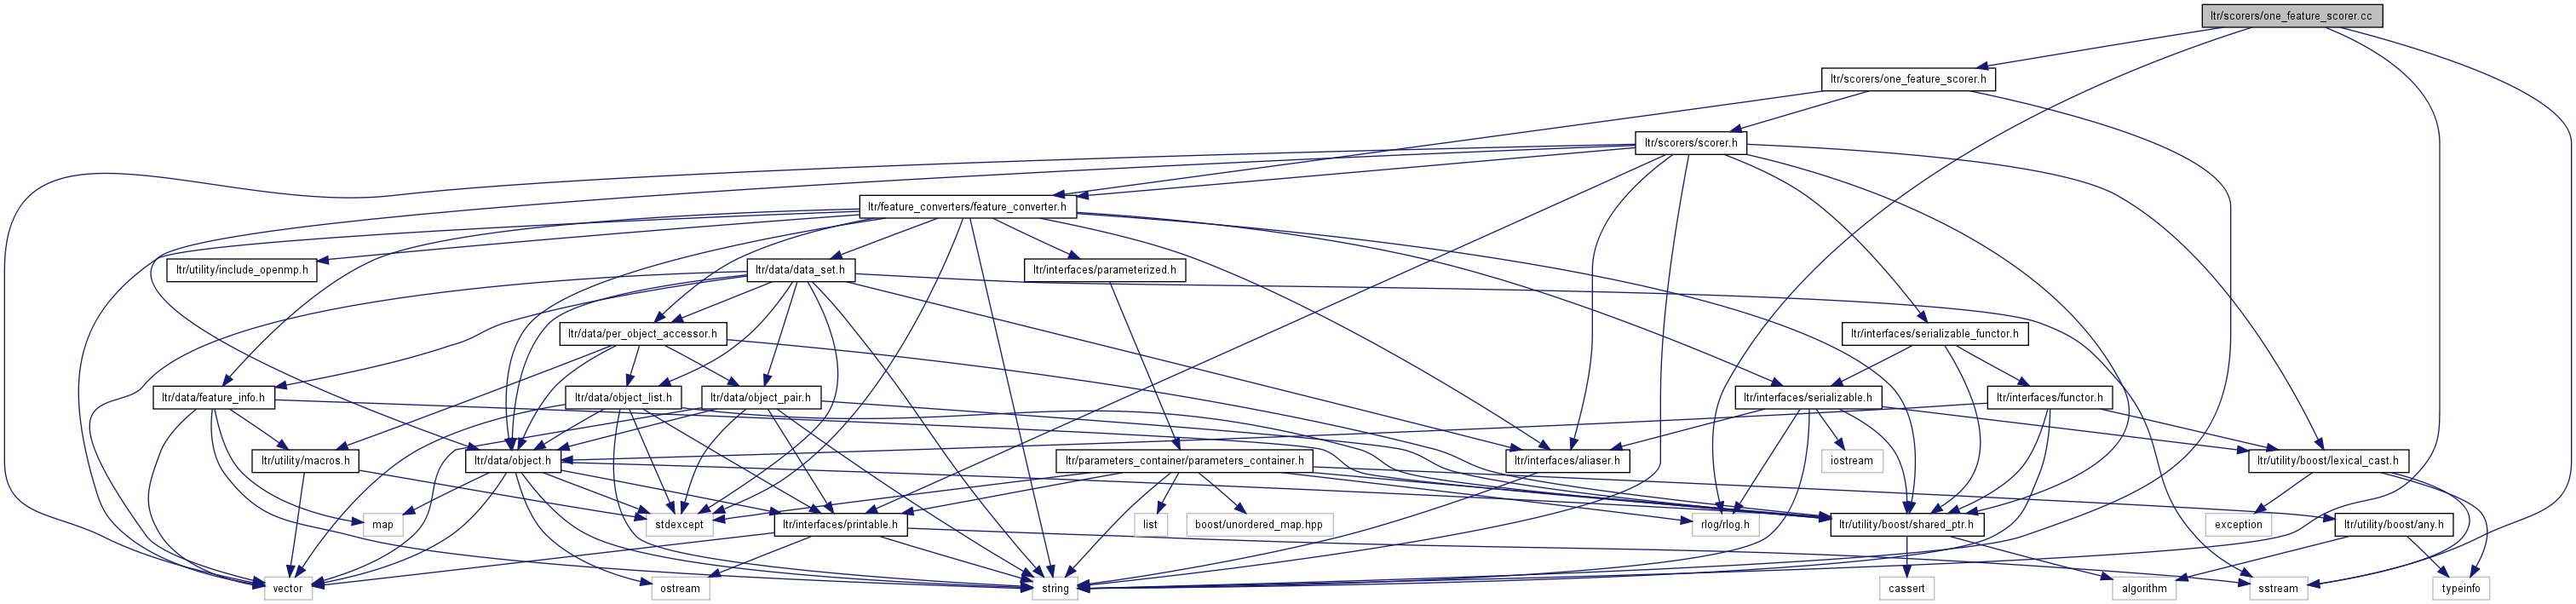 ltr/scorers/one_feature_scorer.cc
ltr/scorers/one_feature_scorer.h
ltr/scorers/scorer.h
ltr/feature_converters/feature_converter.h
ltr/utility/include_openmp.h
ltr/data/data_set.h
ltr/interfaces/parameterized.h
ltr/data/per_object_accessor.h
ltr/interfaces/serializable_functor.h
ltr/data/feature_info.h
ltr/data/object_list.h
ltr/data/object_pair.h
ltr/interfaces/serializable.h
ltr/interfaces/functor.h
ltr/utility/macros.h
ltr/data/object.h
ltr/parameters_container/parameters_container.h
ltr/interfaces/aliaser.h
iostream
ltr/utility/boost/lexical_cast.h
map
stdexcept
ltr/interfaces/printable.h
list
boost/unordered_map.hpp
rlog/rlog.h
ltr/utility/boost/shared_ptr.h
exception
ltr/utility/boost/any.h
vector
ostream
string
cassert
algorithm
sstream
typeinfo